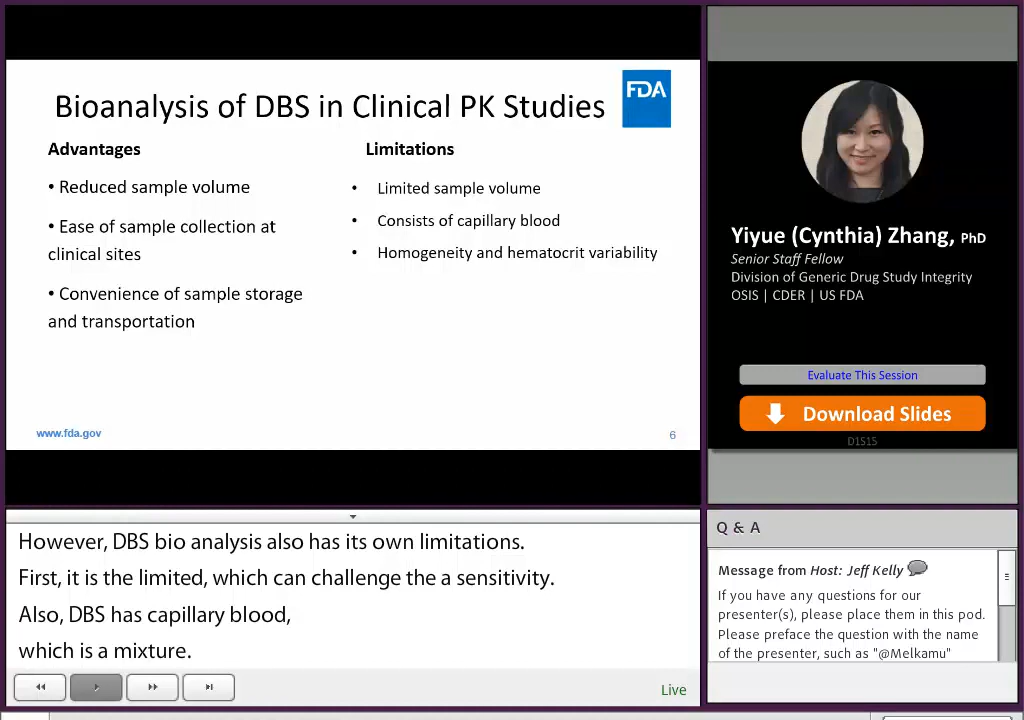 Bioanalysis of DBS in Clinical PK Studies
FDA
Advantages
• Reduced sample volume
• Ease of sample collection at
clinical sites
• Convenience of sample storage
and transportation
Limitations
• Limited sample volume
• Consists of capillary blood
• Homogeneity and hematocrit variability
www.fda.gov
6
Yiyue (Cynthia) Zhang, PhD
Senior Staff Fellow
Division of Generic Drug Study Integrity
OSIS | CDER | US FDA
Evaluate This Session
Download Slides
D1S15
However, DBS bio analysis also has its own limitations.
First, it is the limited, which can challenge the a sensitivity.
Also, DBS has capillary blood,
which is a mixture.
Live
Q & A
Message from Host: Jeff Kelly
If you have any questions for our
presenter(s), please place them in this pod.
Please preface the question with the name
of the presenter, such as "@Melkamu"